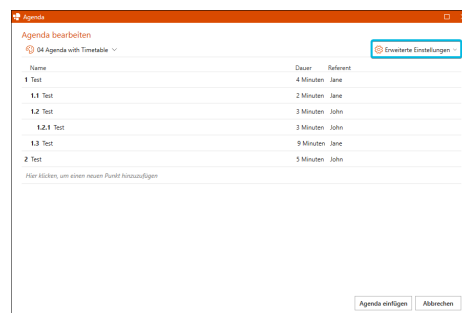 Agenda
Agenda bearbeiten
04 Agenda with Timetable
Erweiterte Einstellungen
Name Dauer Referent
1 Test 4 Minuten Jane
1.1 Test 2 Minuten Jane
1.2 Test 3 Minuten John
1.2.1 Test 3 Minuten John
1.3 Test 9 Minuten Jane
2 Test 5 Minuten John
Hier klicken, um einen neuen Punkt hinzuzufügen
Agenda einfügen Abbrechen